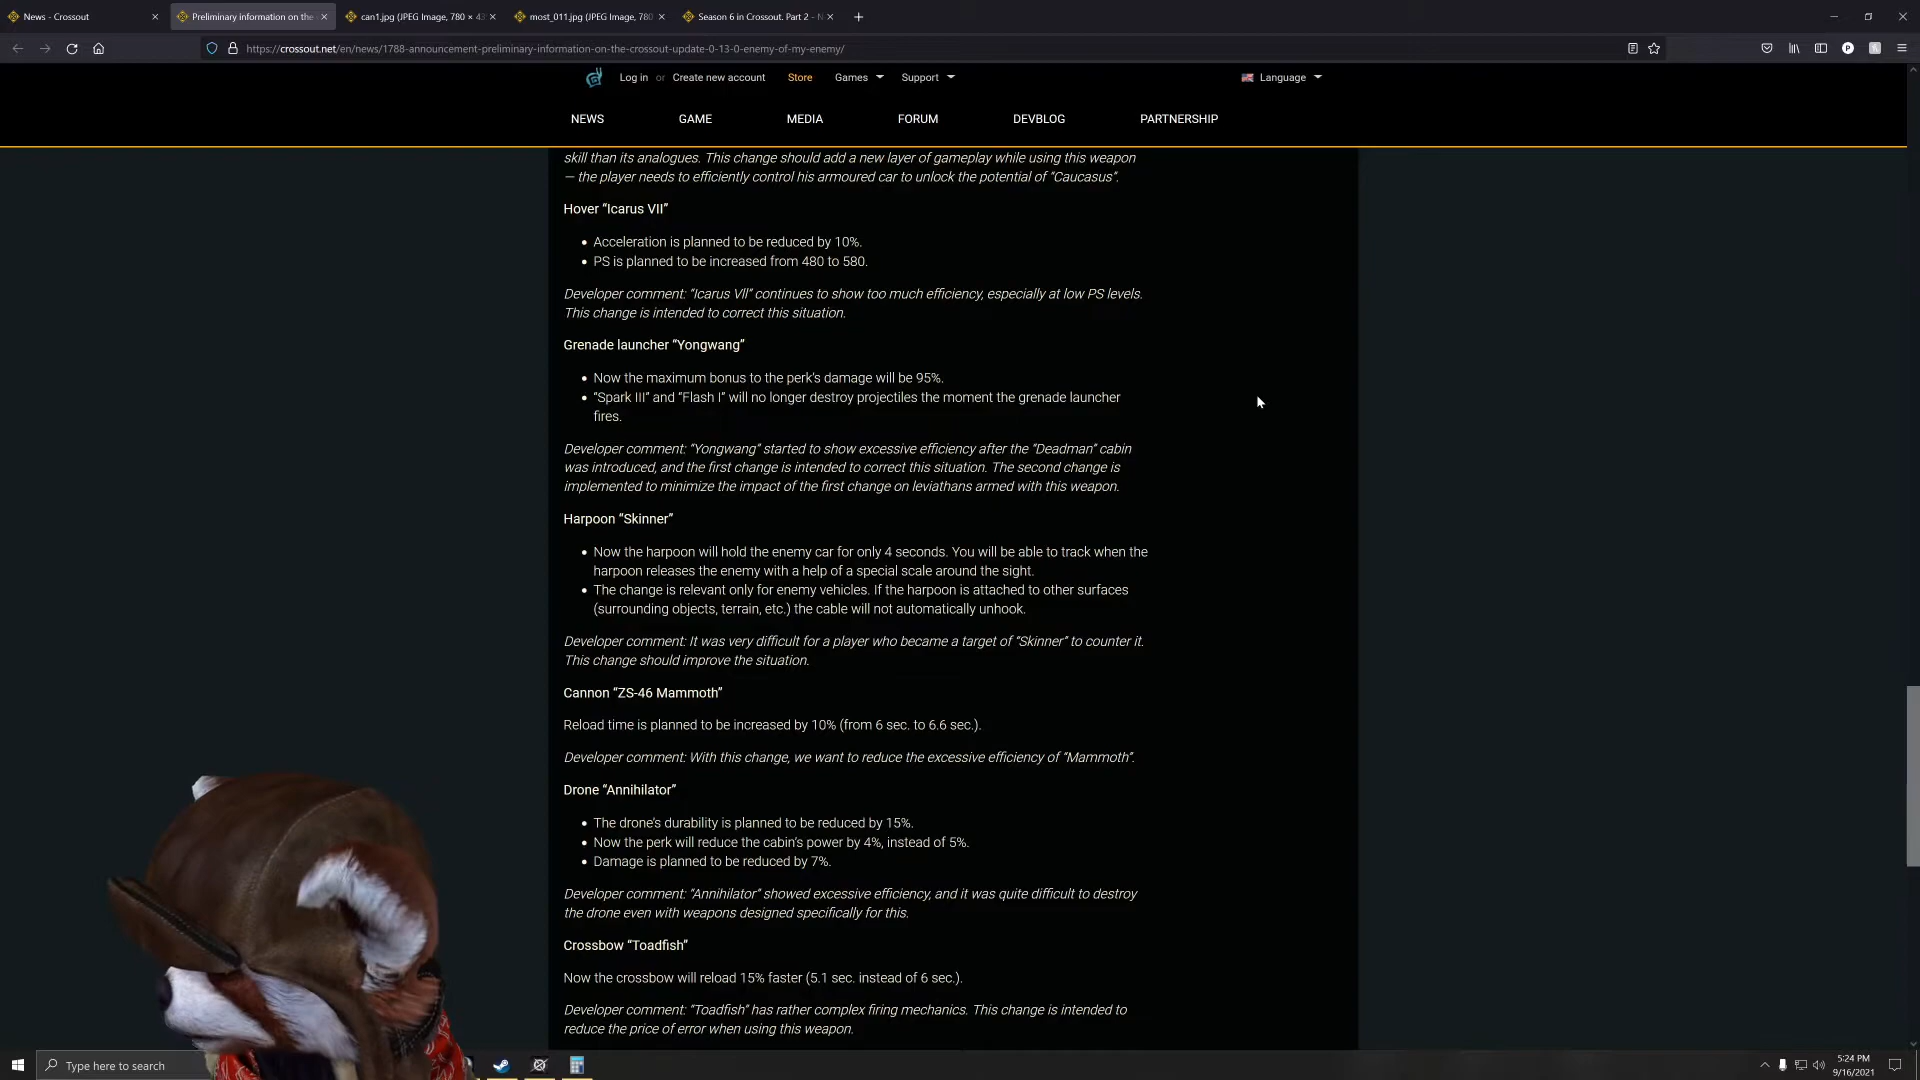 News - Crossout
Preliminary information on the
can1.jpg (JPEG Image, 780 × 43
most_011.jpg (JPEG Image, 780
Season 6 in Crossout. Part 2 - N
https://crossout.net/en/news/1788-announcement-preliminary-information-on-the-crossout-update-0-13-0-enemy-of-my-enemy/
Log in or Create new account Store Games Support Language
NEWS GAME MEDIA FORUM DEVBLOG PARTNERSHIP
skill than its analogues. This change should add a new layer of gameplay while using this weapon
— the player needs to efficiently control his armoured car to unlock the potential of “Caucasus”.
Hover “Icarus VII”
• Acceleration is planned to be reduced by 10%.
• PS is planned to be increased from 480 to 580.
Developer comment: “Icarus Vll” continues to show too much efficiency, especially at low PS levels.
This change is intended to correct this situation.
Grenade launcher “Yongwang”
• Now the maximum bonus to the perk’s damage will be 95%.
• “Spark III” and “Flash I” will no longer destroy projectiles the moment the grenade launcher
fires.
Developer comment: “Yongwang” started to show excessive efficiency after the “Deadman” cabin
was introduced, and the first change is intended to correct this situation. The second change is
implemented to minimize the impact of the first change on leviathans armed with this weapon.
Harpoon “Skinner”
• Now the harpoon will hold the enemy car for only 4 seconds. You will be able to track when the
harpoon releases the enemy with a help of a special scale around the sight.
• The change is relevant only for enemy vehicles. If the harpoon is attached to other surfaces
(surrounding objects, terrain, etc.) the cable will not automatically unhook.
Developer comment: It was very difficult for a player who became a target of “Skinner” to counter it.
This change should improve the situation.
Cannon “ZS-46 Mammoth”
Reload time is planned to be increased by 10% (from 6 sec. to 6.6 sec.).
Developer comment: With this change, we want to reduce the excessive efficiency of “Mammoth”.
Drone “Annihilator”
• The drone’s durability is planned to be reduced by 15%.
• Now the perk will reduce the cabin’s power by 4%, instead of 5%.
• Damage is planned to be reduced by 7%.
Developer comment: “Annihilator” showed excessive efficiency, and it was quite difficult to destroy
the drone even with weapons designed specifically for this.
Crossbow “Toadfish”
Now the crossbow will reload 15% faster (5.1 sec. instead of 6 sec.).
Developer comment: “Toadfish” has rather complex firing mechanics. This change is intended to
reduce the price of error when using this weapon.
Type here to search
5:24 PM
9/16/2021